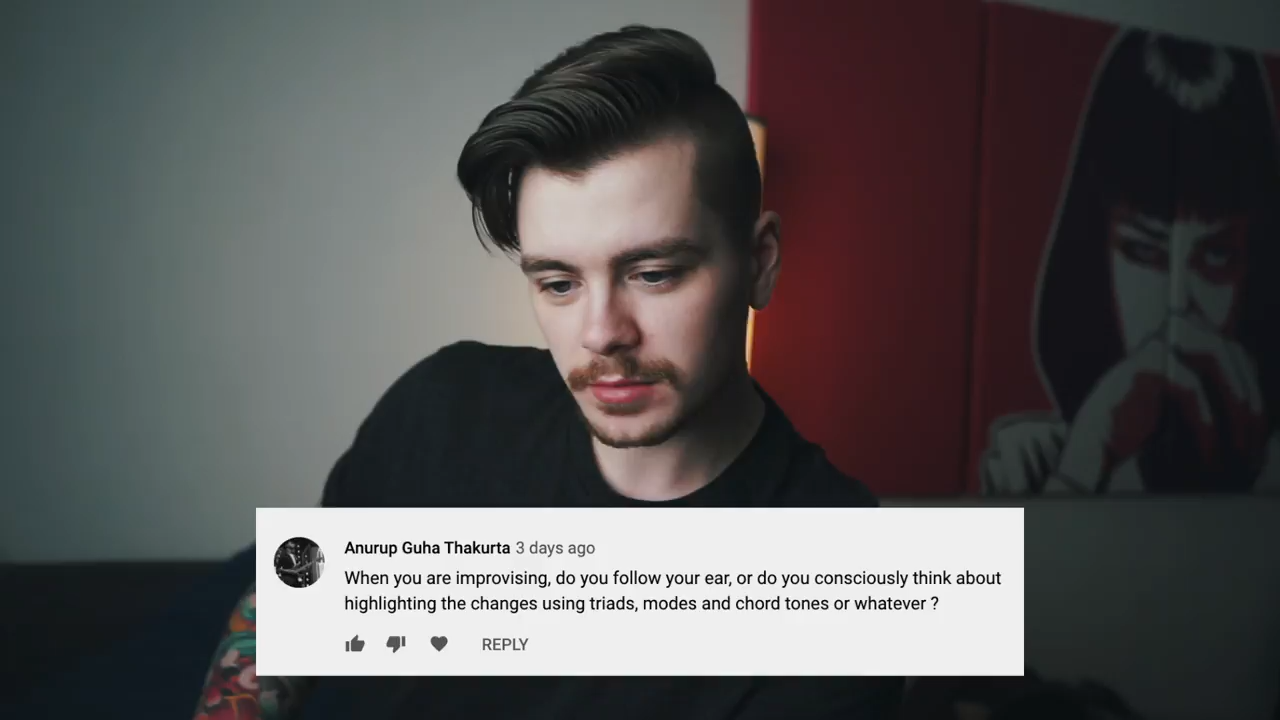 Anurup Guha Thakurta 3 days ago
When you are improvising, do you follow your ear, or do you consciously think about
highlighting the changes using triads, modes and chord tones or whatever ?
REPLY